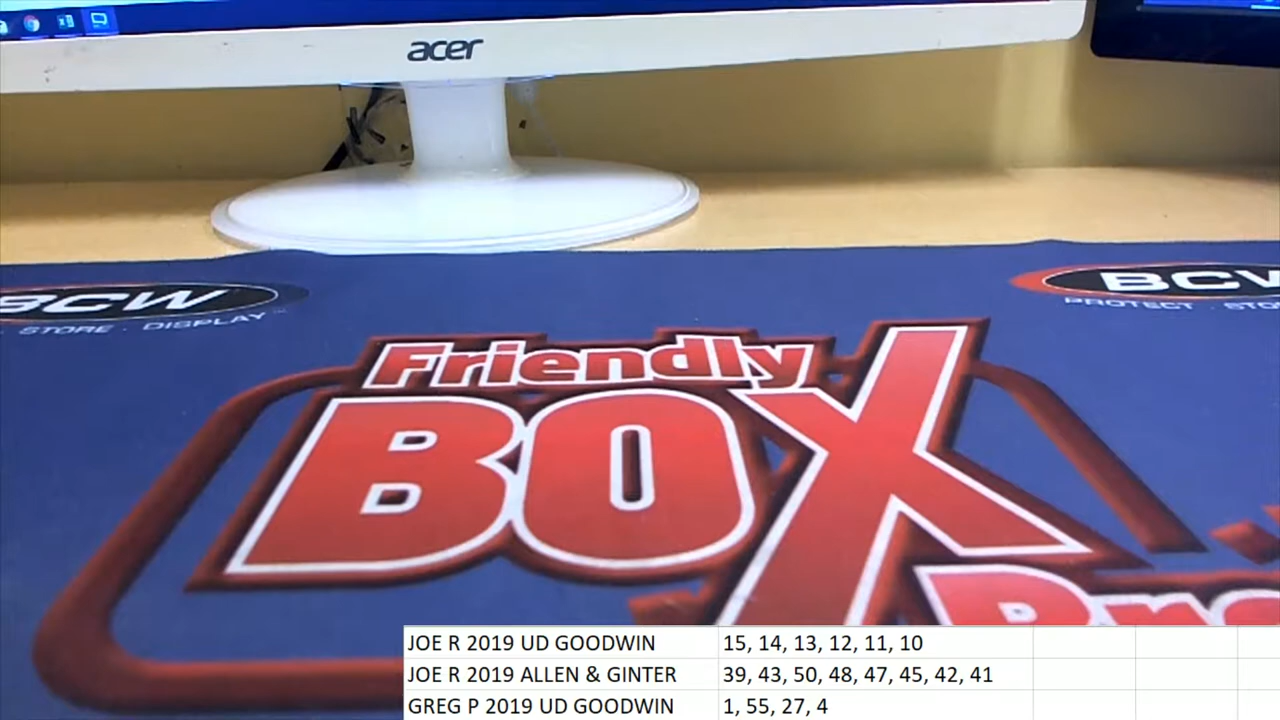 acer
BCW
STORE . DISPLAY
BCW
PROTECT . STO
Friendly
BOX
Bre
JOE R 2019 UD GOODWIN 15, 14, 13, 12, 11, 10
JOE R 2019 ALLEN & GINTER 39, 43, 50, 48, 47, 45, 42, 41
GREG P 2019 UD GOODWIN 1, 55, 27, 4